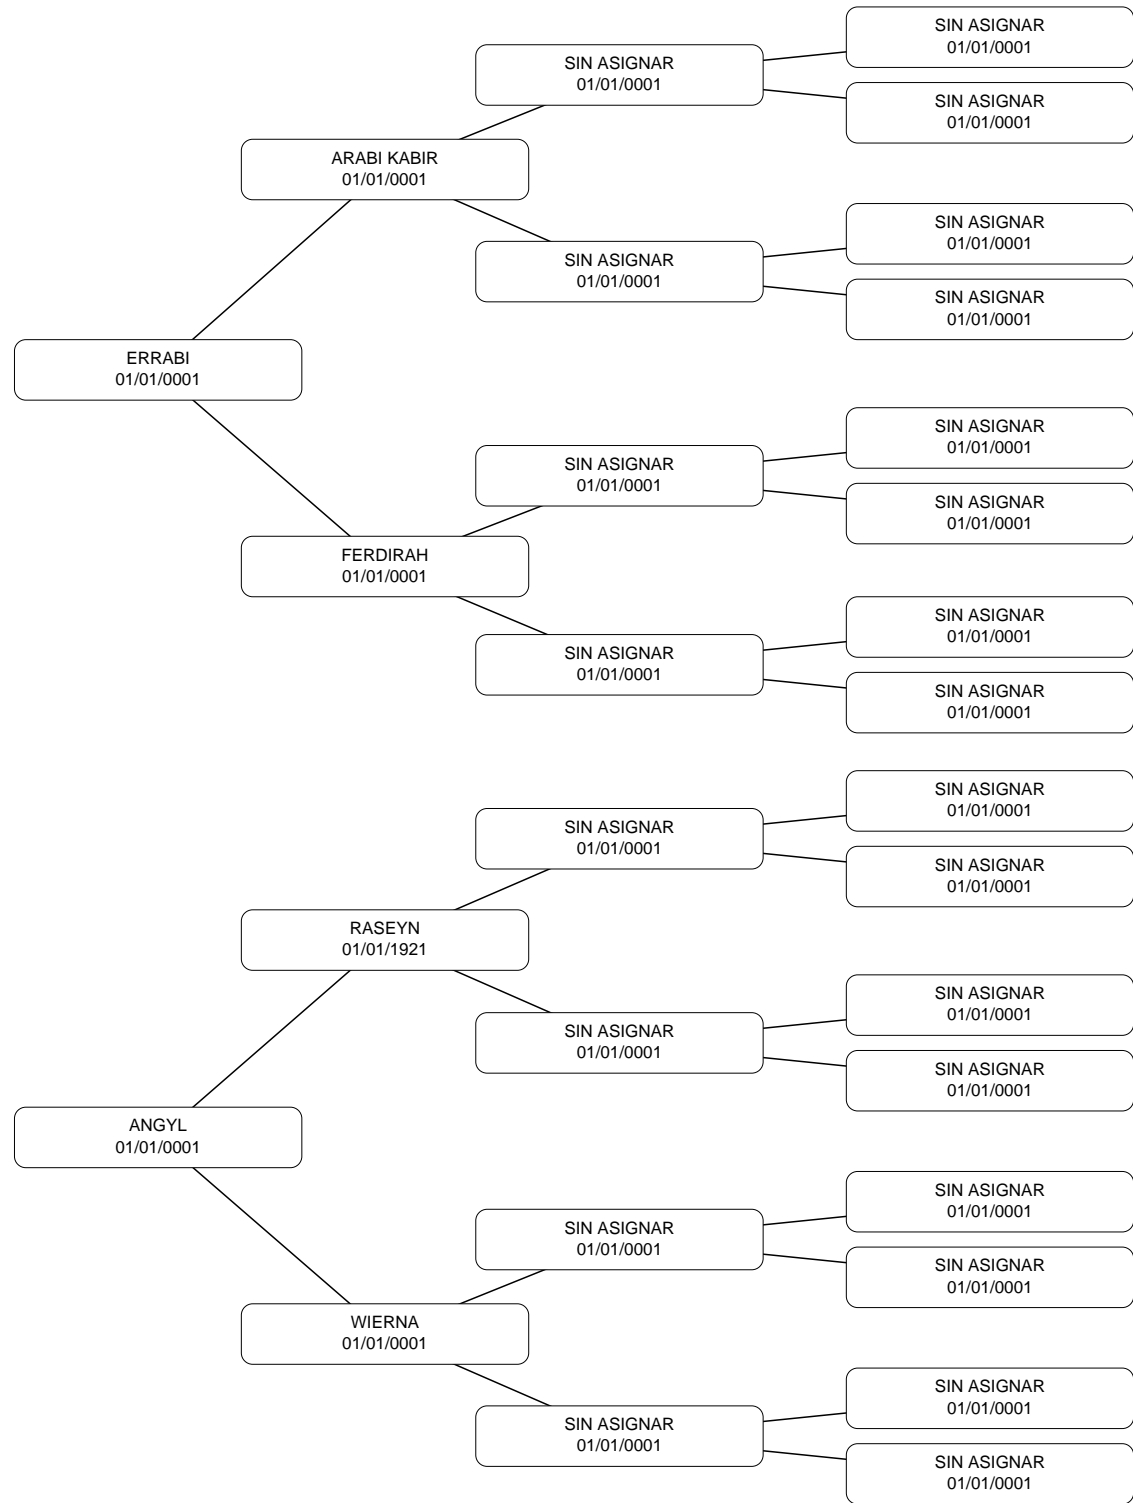 SIN ASIGNAR
01/01/0001
SIN ASIGNAR
01/01/0001
SIN ASIGNAR
01/01/0001
ARABI KABIR
01/01/0001
SIN ASIGNAR
01/01/0001
SIN ASIGNAR
01/01/0001
SIN ASIGNAR
01/01/0001
ERRABI
01/01/0001
SIN ASIGNAR
01/01/0001
SIN ASIGNAR
01/01/0001
SIN ASIGNAR
01/01/0001
FERDIRAH
01/01/0001
SIN ASIGNAR
01/01/0001
SIN ASIGNAR
01/01/0001
SIN ASIGNAR
01/01/0001
SIN ASIGNAR
01/01/0001
SIN ASIGNAR
01/01/0001
SIN ASIGNAR
01/01/0001
RASEYN
01/01/1921
SIN ASIGNAR
01/01/0001
SIN ASIGNAR
01/01/0001
SIN ASIGNAR
01/01/0001
ANGYL
01/01/0001
SIN ASIGNAR
01/01/0001
SIN ASIGNAR
01/01/0001
SIN ASIGNAR
01/01/0001
WIERNA
01/01/0001
SIN ASIGNAR
01/01/0001
SIN ASIGNAR
01/01/0001
SIN ASIGNAR
01/01/0001